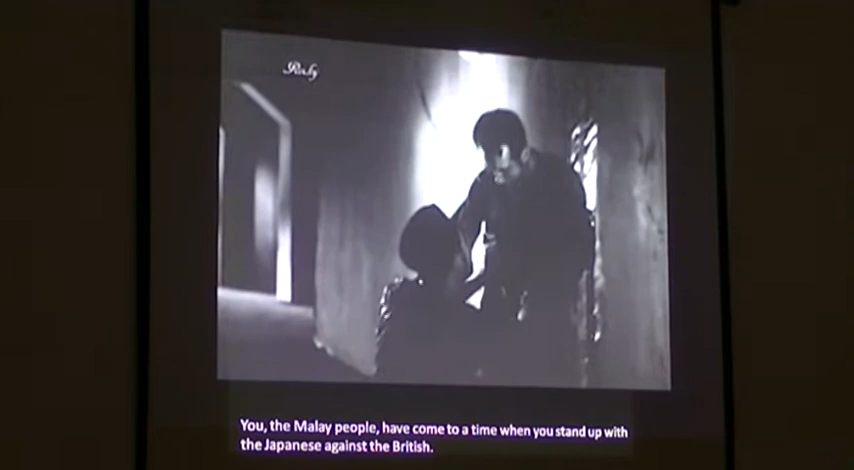 You, the Malay people, have come to a time when you stand up with
the Japanese against the British.